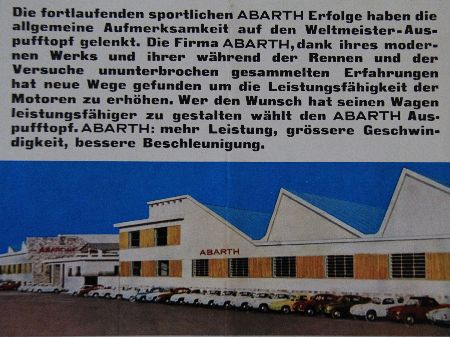 Die fortlaufenden sportlichen ABARTH Erfolge haben die
allgemeine Aufmerksamkeit auf den Weltmeister-Aus-
pufftopf gelenkt. Die Firma ABARTH, dank ihres moder-
nen Werks und ihrer während der Rennen und der
Versuche ununterbrochen gesammelten Erfahrungen
hat neue Wege gefunden um die Leistungsfähigkeit der
Motoren zu erhöhen. Wer den Wunsch hat seinen Wagen
leistungsfähiger zu gestalten wählt den ABARTH Aus-
pufftopf. ABARTH: mehr Leistung, grössere Geschwin-
digkeit, bessere Beschleunigung.
ABARTH
ABARTH